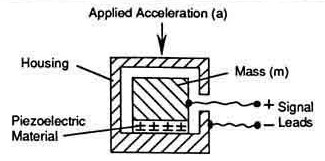 Applied Acceleration (a)
Housing
Mass (m)
+ Signal
Piezoelectric
Material
± ± ± ±
− Leads